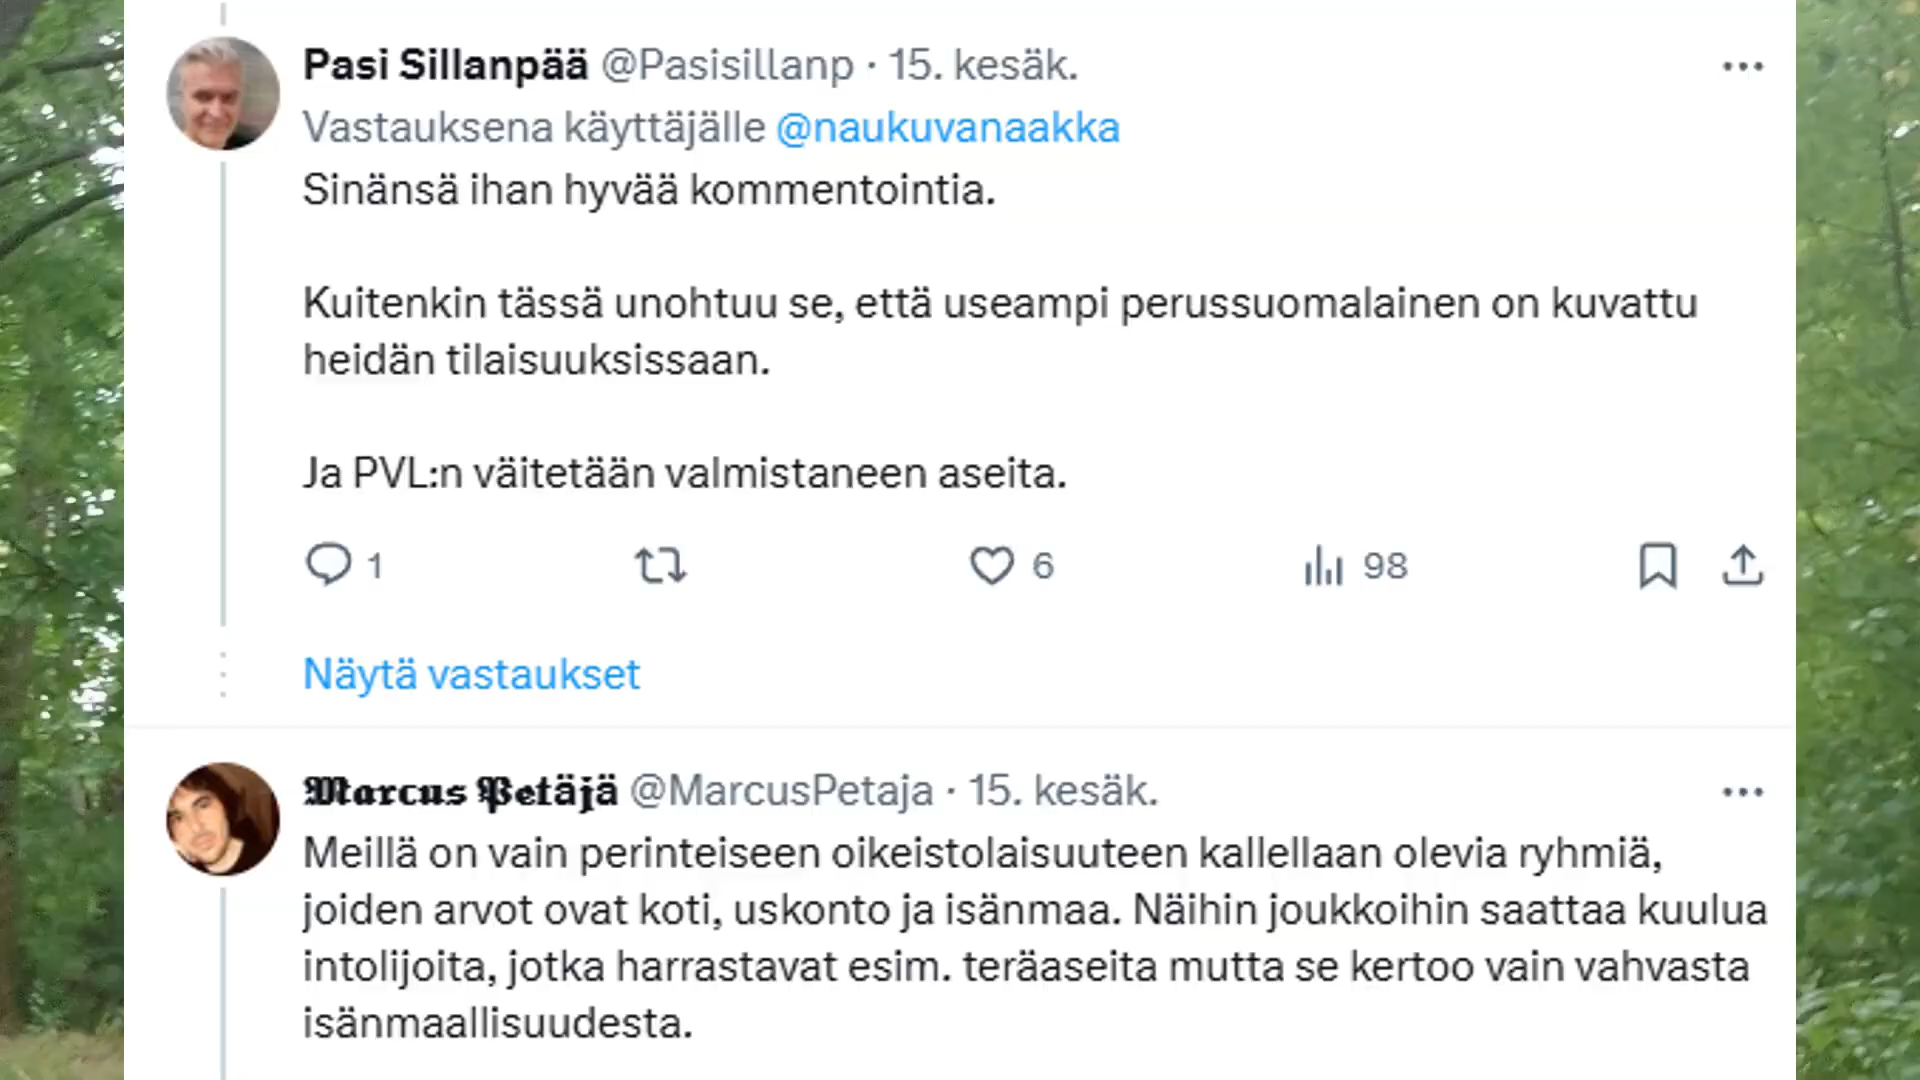 Pasi Sillanpää @Pasisillanp · 15. kesäk.
Vastauksena käyttäjälle @naukuvanaakka
Sinänsä ihan hyvää kommentointia.
Kuitenkin tässä unohtuu se, että useampi perussuomalainen on kuvattu
heidän tilaisuuksissaan.
Ja PVL:n väitetään valmistaneen aseita.
1 6 98
Näytä vastaukset
𝕸𝖆𝖗𝖈𝖚𝖘 𝕻𝖊𝖙äjä @MarcusPetaja · 15. kesäk.
Meillä on vain perinteiseen oikeistolaisuuteen kallellaan olevia ryhmiä,
joiden arvot ovat koti, uskonto ja isänmaa. Näihin joukkoihin saattaa kuulua
intolijoita, jotka harrastavat esim. teräaseita mutta se kertoo vain vahvasta
isänmaallisuudesta.